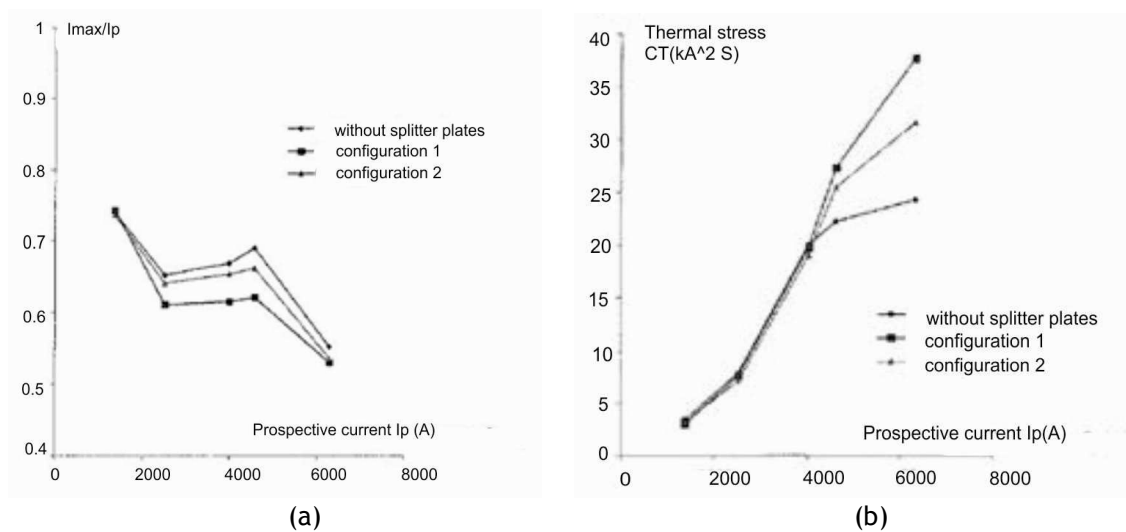 Imax/Ip
1
0.9
0.8
0.7
0.6
0.5
0.4
without splitter plates
configuration 1
configuration 2
Prospective current Ip (A)
0
2000
4000
6000
8000
(a)
Thermal stress
CT(kA^2 S)
40
35
30
25
20
15
10
5
0
without splitter plates
configuration 1
configuration 2
Prospective current Ip(A)
0
2000
4000
6000
8000
(b)